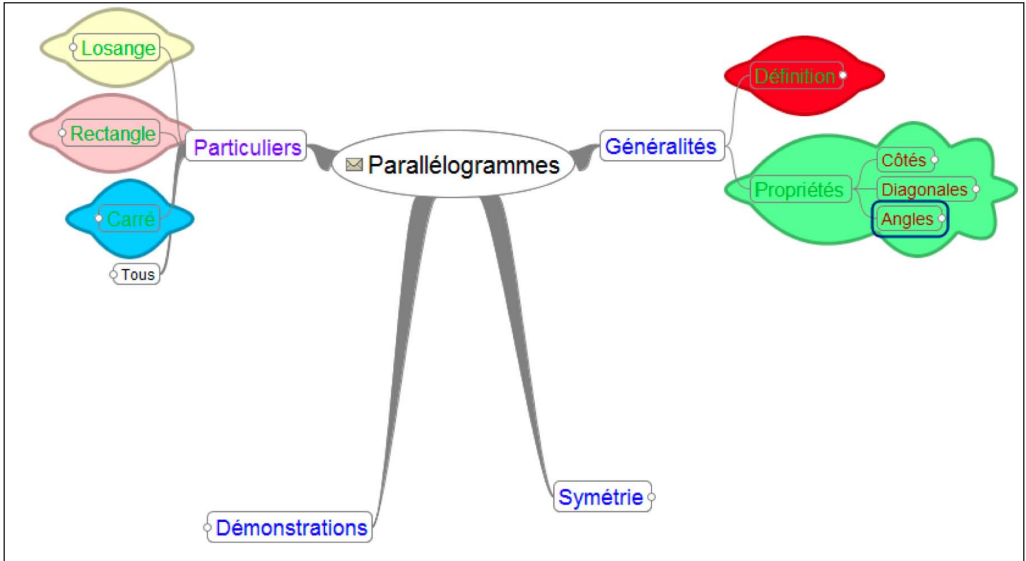 Parallélogrammes
Généralités
Définition
Propriétés
Côtés
Diagonales
Angles
Symétrie
Particuliers
Losange
Rectangle
Carré
Tous
Démonstrations